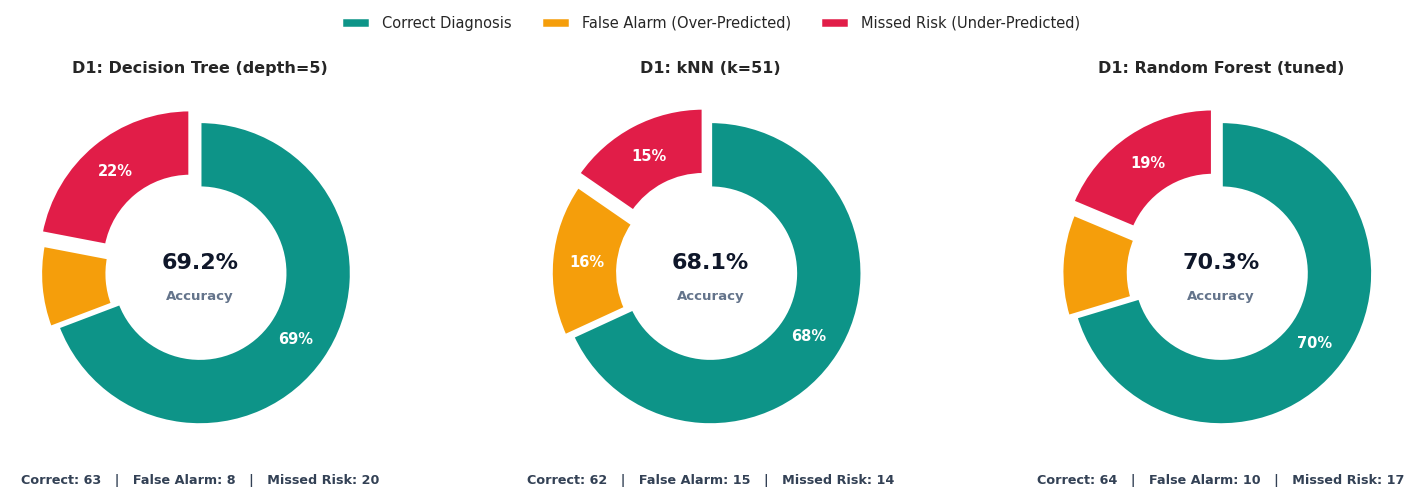 Correct Diagnosis False Alarm (Over-Predicted) Missed Risk (Under-Predicted)
D1: Decision Tree (depth=5)
22%
69.2%
Accuracy
69%
Correct: 63 | False Alarm: 8 | Missed Risk: 20
D1: kNN (k=51)
15%
16%
68.1%
Accuracy
68%
Correct: 62 | False Alarm: 15 | Missed Risk: 14
D1: Random Forest (tuned)
19%
70.3%
Accuracy
70%
Correct: 64 | False Alarm: 10 | Missed Risk: 17